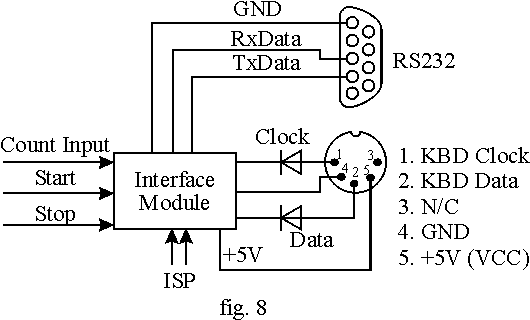 GND
RxData
TxData
RS232
Count Input
Start
Stop
Interface
Module
Clock
Data
+5V
ISP
1
3
4
2
5
1. KBD Clock
2. KBD Data
3. N/C
4. GND
5. +5V (VCC)
fig. 8